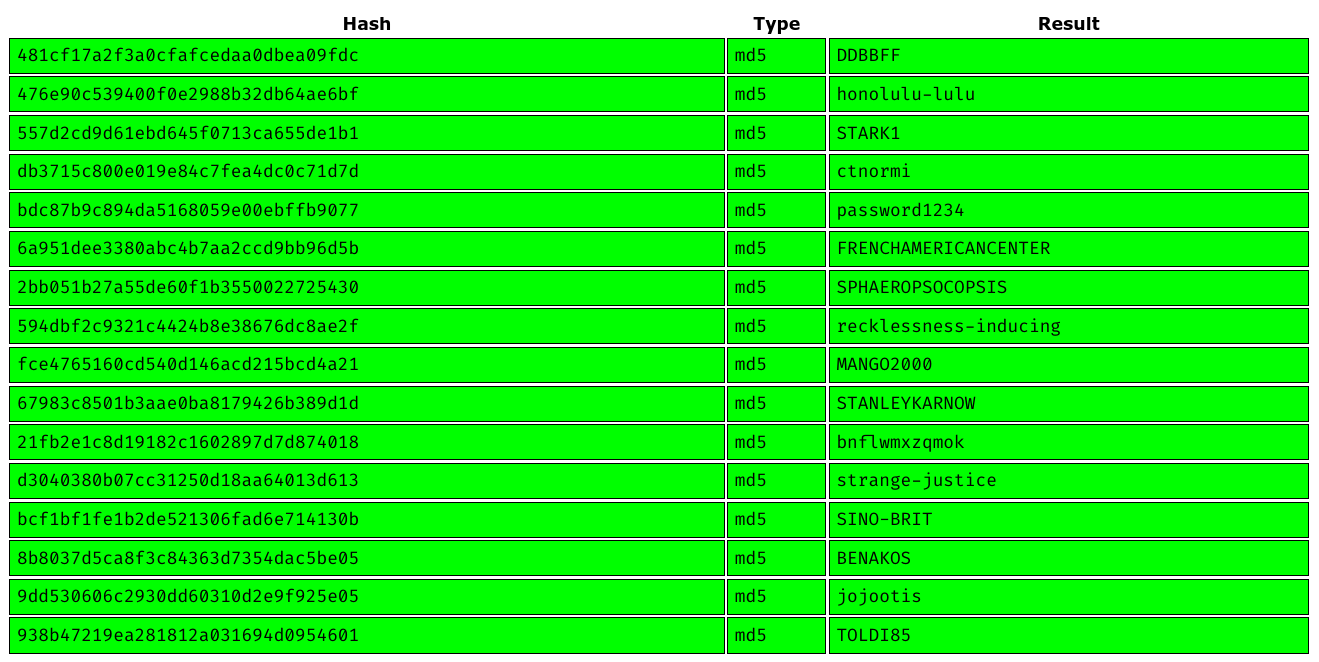 Hash Type Result
481cf17a2f3a0cfafcedaa0dbea09fdc md5 DDBBFF
476e90c539400f0e2988b32db64ae6bf md5 honolulu-lulu
557d2cd9d61ebd645f0713ca655de1b1 md5 STARK1
db3715c800e019e84c7fea4dc0c71d7d md5 ctnormi
bdc87b9c894da5168059e00ebffb9077 md5 password1234
6a951dee3380abc4b7aa2ccd9bb96d5b md5 FRENCHAMERICANCENTER
2bb051b27a55de60f1b3550022725430 md5 SPHAEROPSOCOPSIS
594dbf2c9321c4424b8e38676dc8ae2f md5 recklessness-inducing
fce4765160cd540d146acd215bcd4a21 md5 MANGO2000
67983c8501b3aae0ba8179426b389d1d md5 STANLEYKARNOW
21fb2e1c8d19182c1602897d7d874018 md5 bnflwmxzqmok
d3040380b07cc31250d18aa64013d613 md5 strange-justice
bcf1bf1fe1b2de521306fad6e714130b md5 SINO-BRIT
8b8037d5ca8f3c84363d7354dac5be05 md5 BENAKOS
9dd530606c2930dd60310d2e9f925e05 md5 jojootis
938b47219ea281812a031694d0954601 md5 TOLDI85